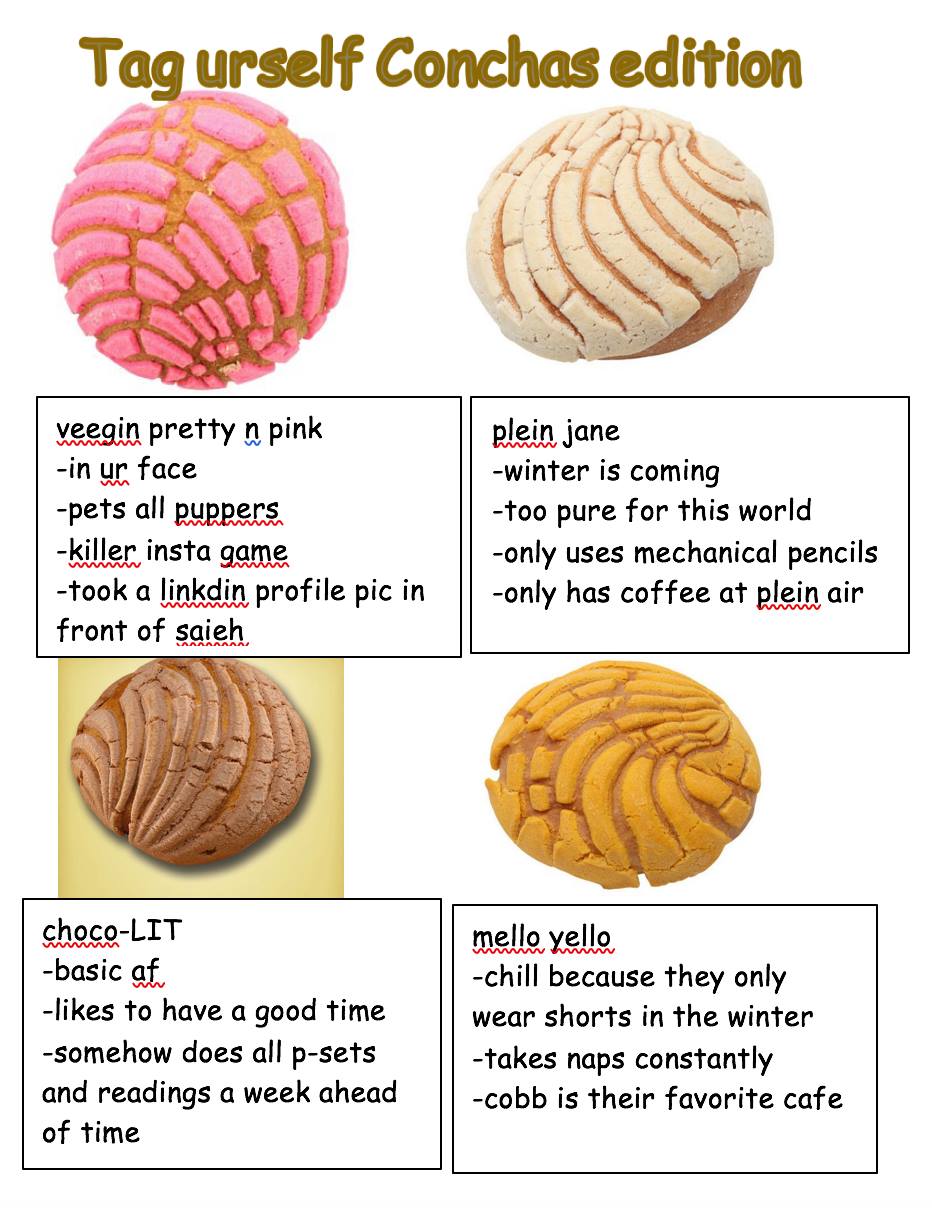 Tag urself Conchas edition
veegin pretty n pink
-in ur face
-pets all puppers
-killer insta game
-took a linkdin profile pic in
front of saieh
plein jane
-winter is coming
-too pure for this world
-only uses mechanical pencils
-only has coffee at plein air
choco-LIT
-basic af
-likes to have a good time
-somehow does all p-sets
and readings a week ahead
of time
mello yello
-chill because they only
wear shorts in the winter
-takes naps constantly
-cobb is their favorite cafe